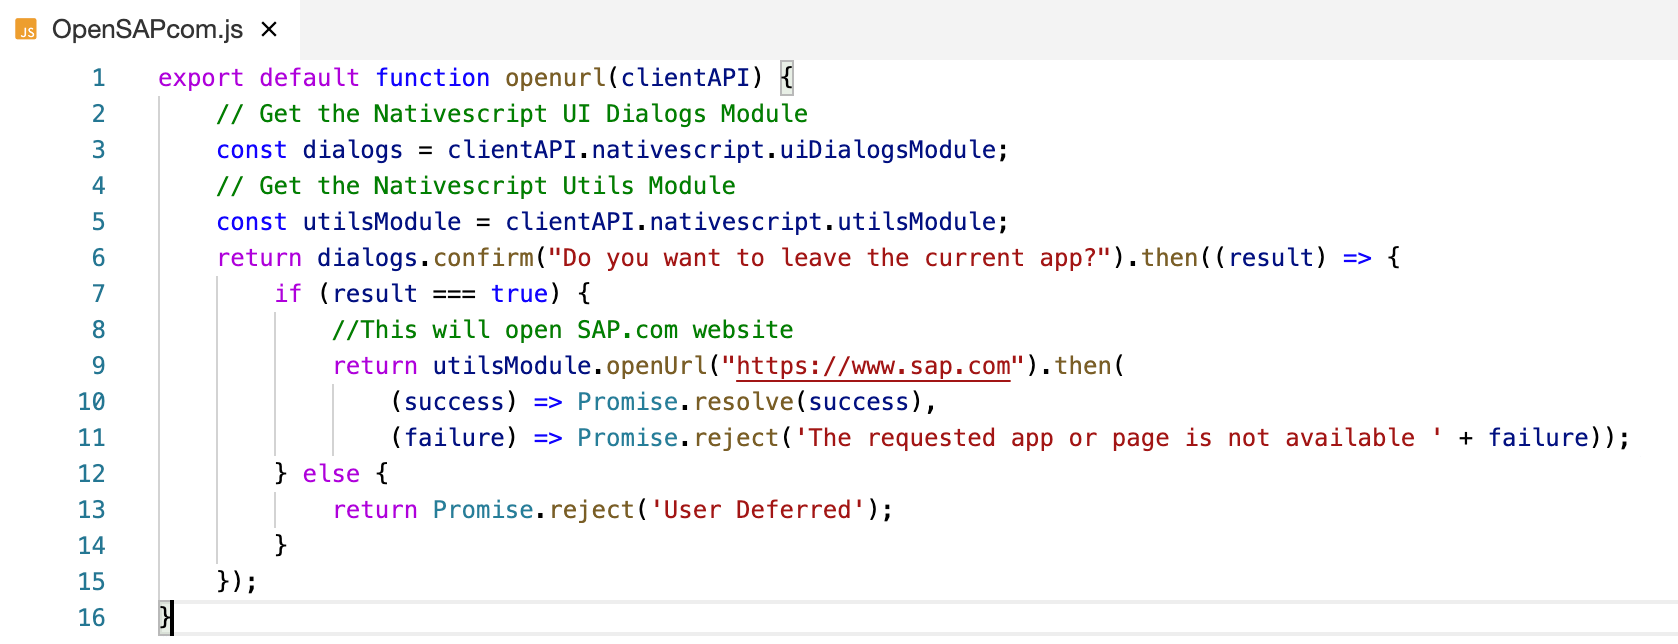 JS OpenSAPcom.js ×
1 export default function openurl(clientAPI) {
2     // Get the Nativescript UI Dialogs Module
3     const dialogs = clientAPI.nativescript.uiDialogsModule;
4     // Get the Nativescript Utils Module
5     const utilsModule = clientAPI.nativescript.utilsModule;
6     return dialogs.confirm("Do you want to leave the current app?").then((result) => {
7         if (result === true) {
8             //This will open SAP.com website
9             return utilsModule.openUrl("https://www.sap.com").then(
10                 (success) => Promise.resolve(success),
11                 (failure) => Promise.reject('The requested app or page is not available ' + failure));
12         } else {
13             return Promise.reject('User Deferred');
14         }
15     });
16 }